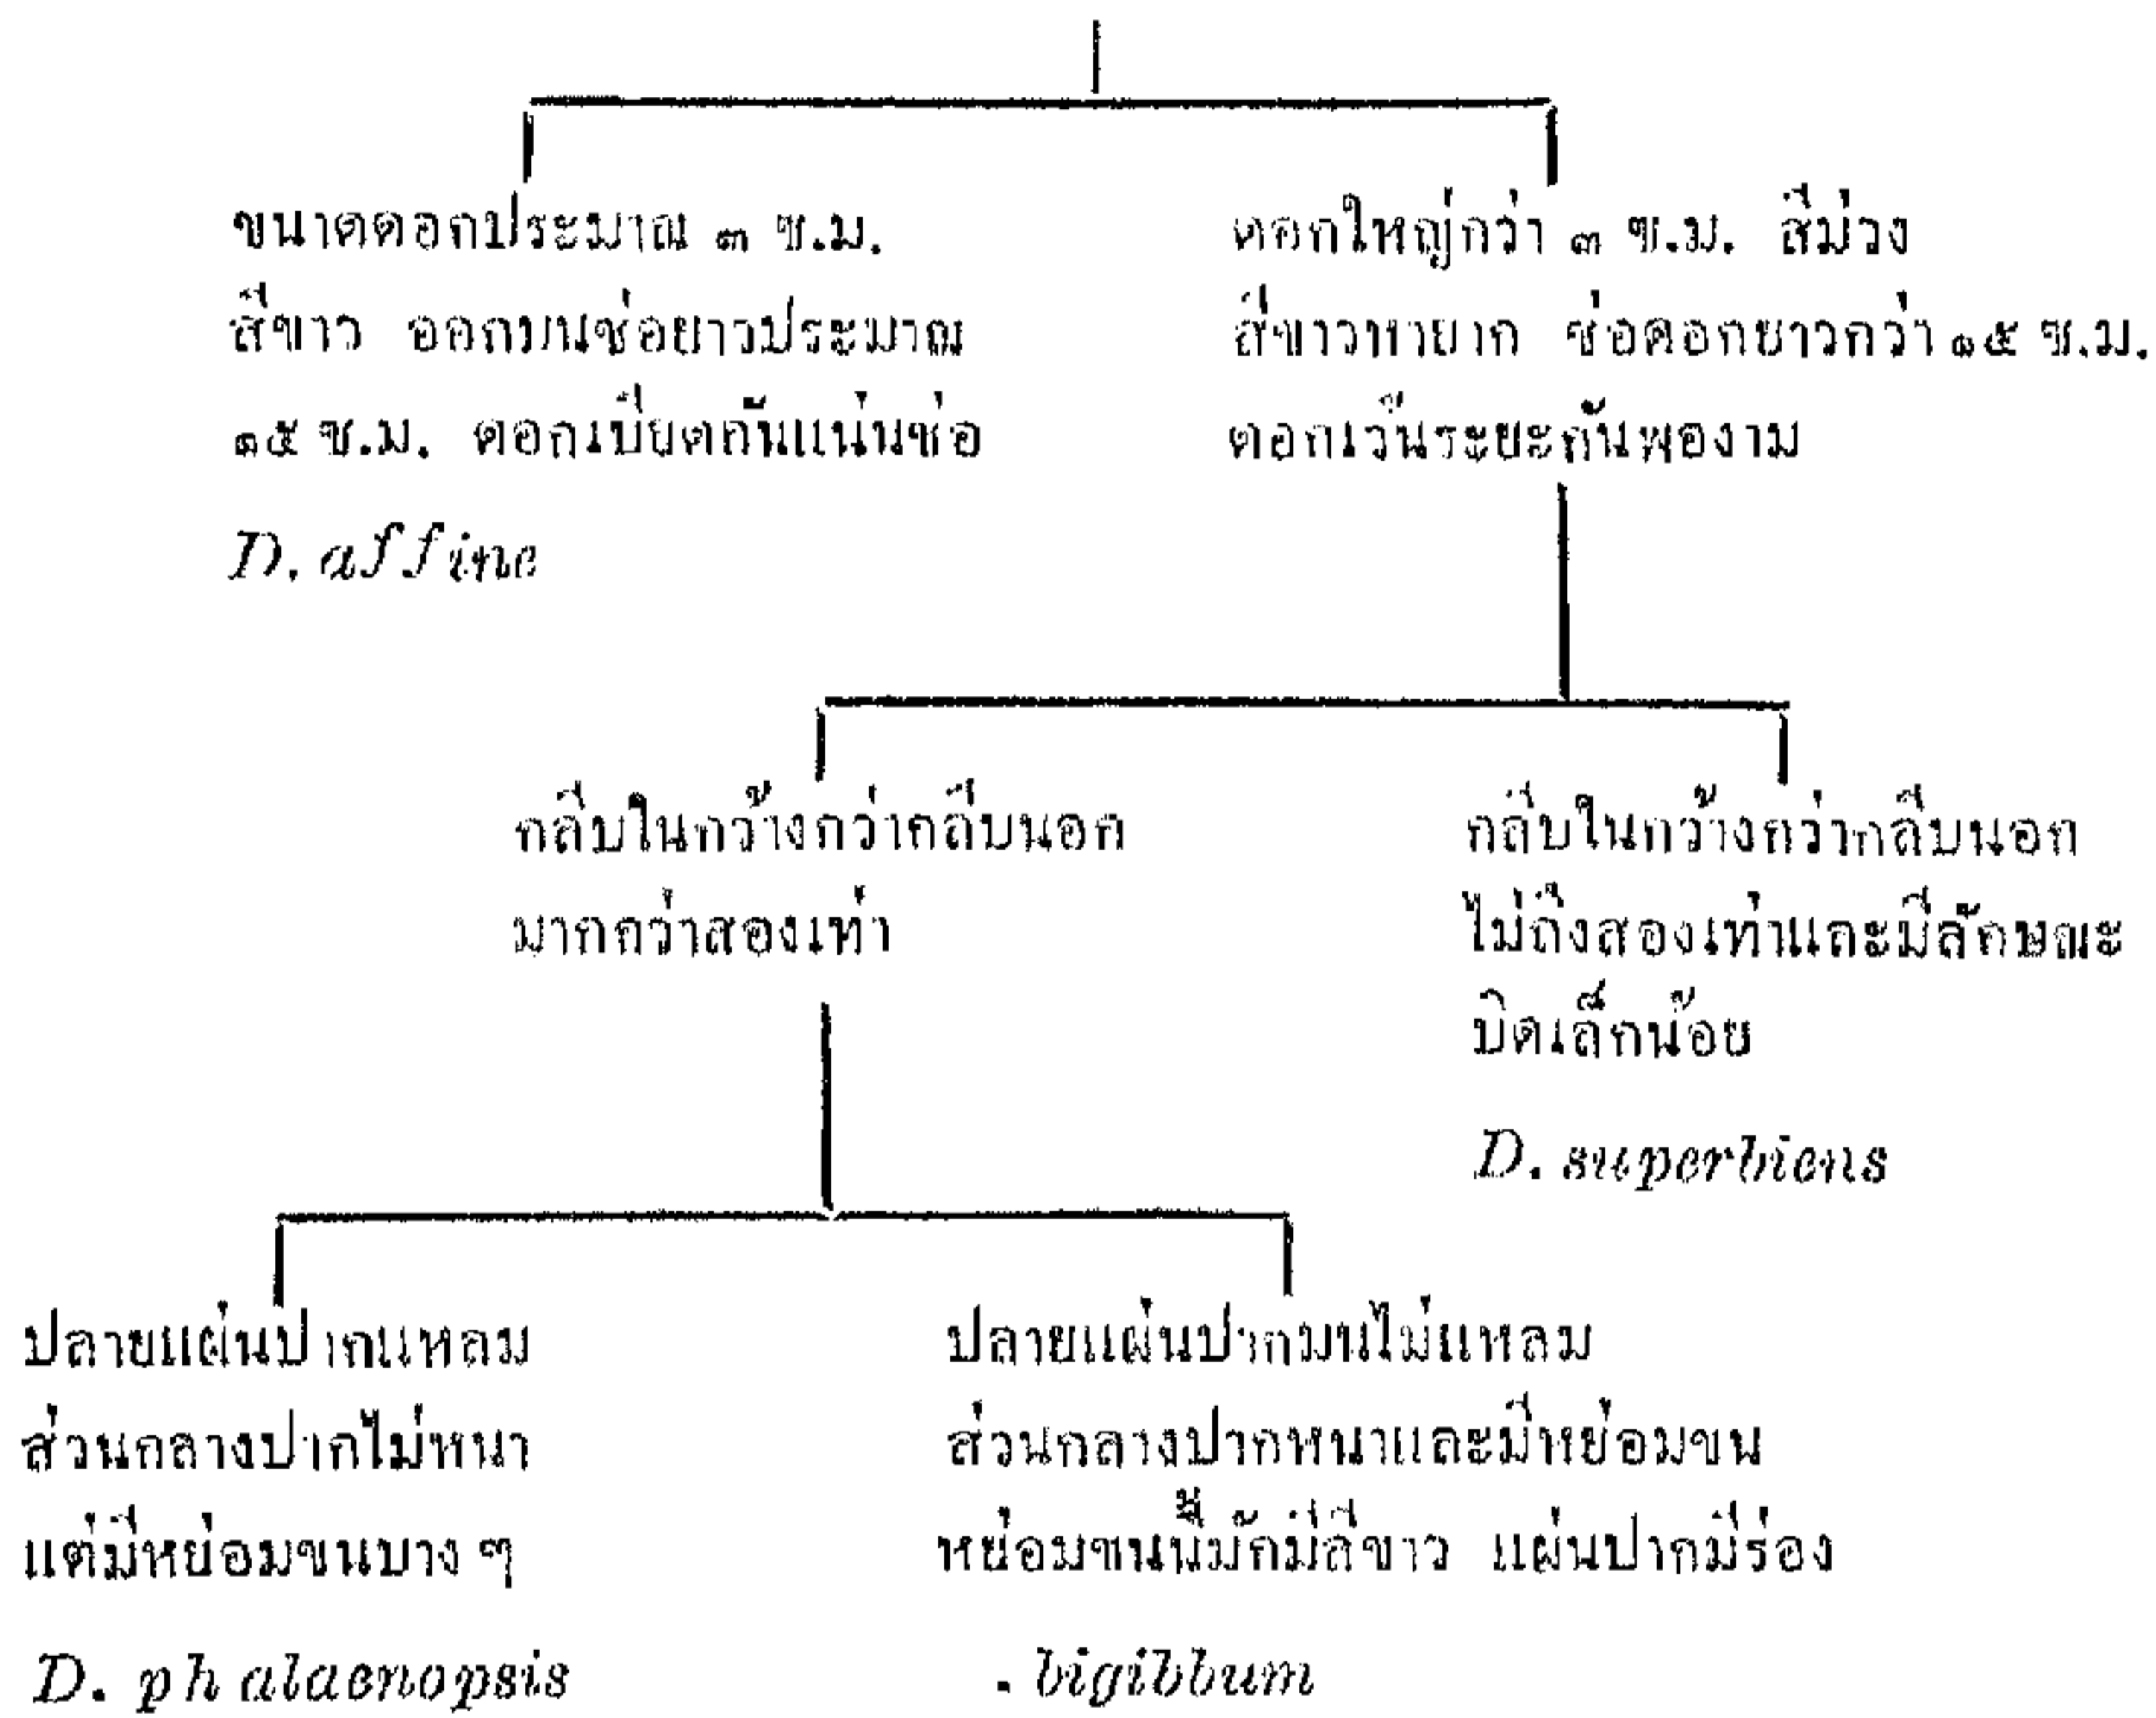 ขนาดดอกประมาณ ๓ ซ.ม.
สีขาว ออกบนช่อยาวประมาณ
๑๕ ซ.ม. ดอกเบียดกันแน่นช่อ
D. affine
ดอกใหญ่กว่า ๓ ซ.ม. สีม่วง
สีขาวหายาก ช่อดอกยาวกว่า ๑๕ ซ.ม.
ดอกเว้นระยะกันพองาม
กลีบในกว้างกว่ากลีบนอก
มากกว่าสองเท่า
กลีบในกว้างกว่ากลีบนอก
ไม่ถึงสองเท่าและมีลักษณะ
บิดเล็กน้อย
D. superbiens
ปลายแผ่นปากแหลม
ส่วนกลางปากไม่หนา
แต่มีหย่อมขนบาง ๆ
D. phalaenopsis
ปลายแผ่นปากมนไม่แหลม
ส่วนกลางปากหนาและมีหย่อมขน
หย่อมขนนี้มักมีสีขาว แผ่นปากมีร่อง
. bigibbum